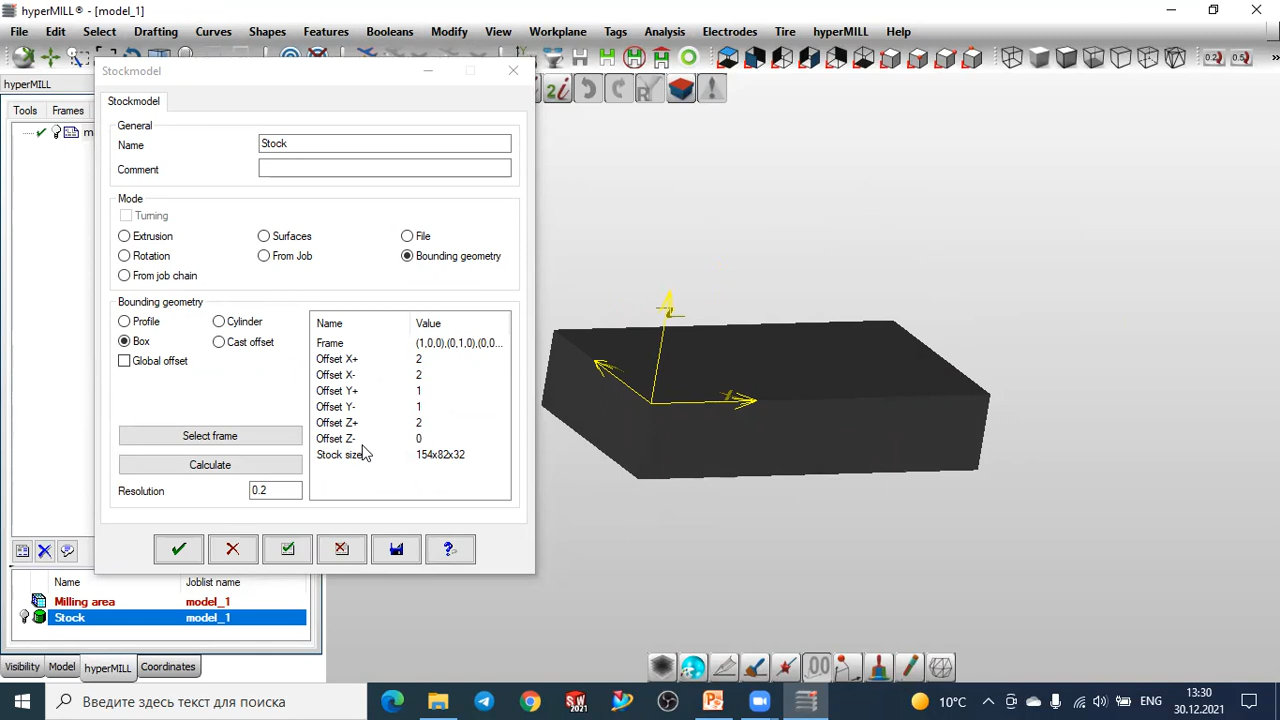 hyperMILL® - [model_1]
File Edit Select Drafting Curves Shapes Features Booleans Modify View Workplane Tags Analysis Electrodes Tire hyperMILL Help
0.2 0.5
hyperMILL
Stockmodel
Tools Frames
Stockmodel
m
General
Name Stock
Comment
Mode
Turning
Extrusion Surfaces File
Rotation From Job Bounding geometry
From job chain
Bounding geometry
Profile Cylinder
Box Cast offset
Global offset
Select frame
Calculate
Resolution 0.2
Name Value
Frame (1,0.0),(0,1.0),(0,0...
Offset X+ 2
Offset X- 2
Offset Y+ 1
Offset Y- 1
Offset Z+ 2
Offset Z- 0
Stock size 154x82x32
Name Joblist name
Milling area model_1
Stock model_1
Visibility Model hyperMILL Coordinates
Введите здесь текст для поиска
10°C ENG 13:30
30.12.2021